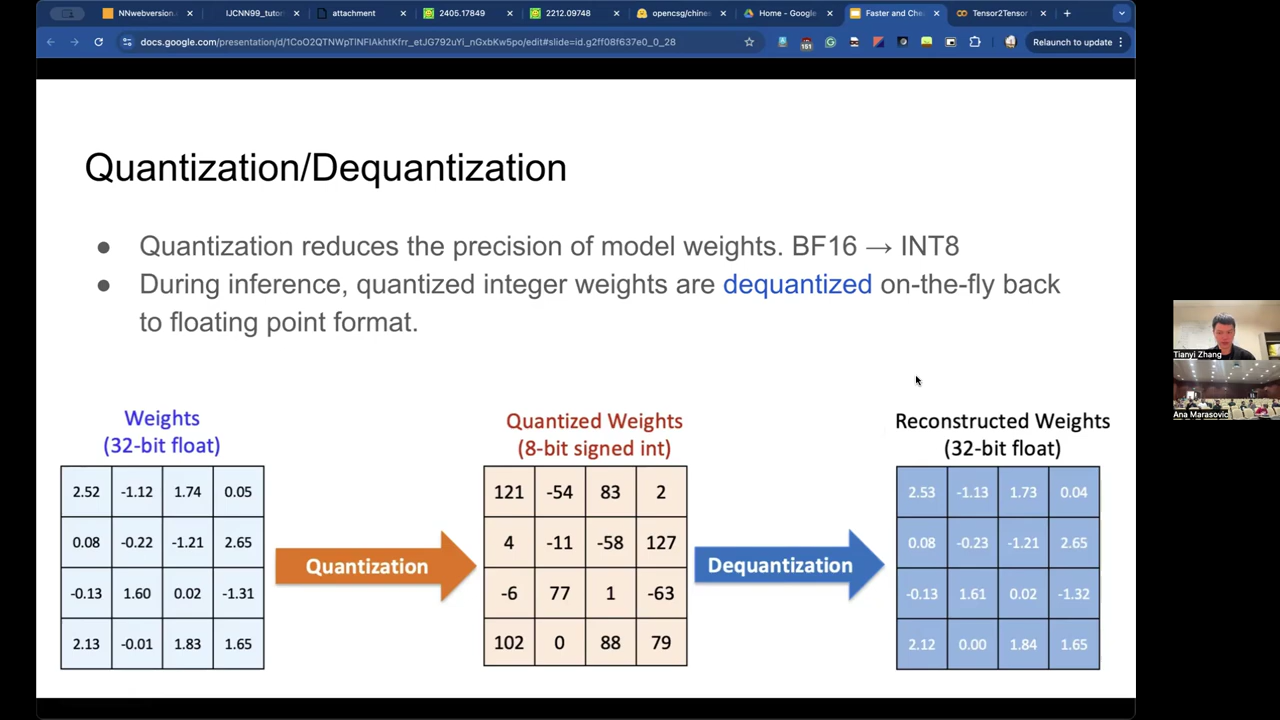 NNwebversion.
IJCNN99_tutor
attachment
2405.17849
2212.09748
opencsg/chines
Home - Google
Faster and Che
Tensor2Tensor
docs.google.com/presentation/d/1CoO2QTNWpTlNFIAkhtKfrr_etJG792uYi_nGxbKw5po/edit#slide=id.g2ff08f637e0_0_28
151
Relaunch to update
Quantization/Dequantization
● Quantization reduces the precision of model weights. BF16 → INT8
● During inference, quantized integer weights are dequantized on-the-fly back
to floating point format.
Weights
(32-bit float)
2.52 -1.12 1.74 0.05
0.08 -0.22 -1.21 2.65
-0.13 1.60 0.02 -1.31
2.13 -0.01 1.83 1.65
Quantization
Quantized Weights
(8-bit signed int)
121 -54 83 2
4 -11 -58 127
-6 77 1 -63
102 0 88 79
Dequantization
Reconstructed Weights
(32-bit float)
2.53 -1.13 1.73 0.04
0.08 -0.23 -1.21 2.65
-0.13 1.61 0.02 -1.32
2.12 0.00 1.84 1.65
Tianyi Zhang
Ana Marasovic